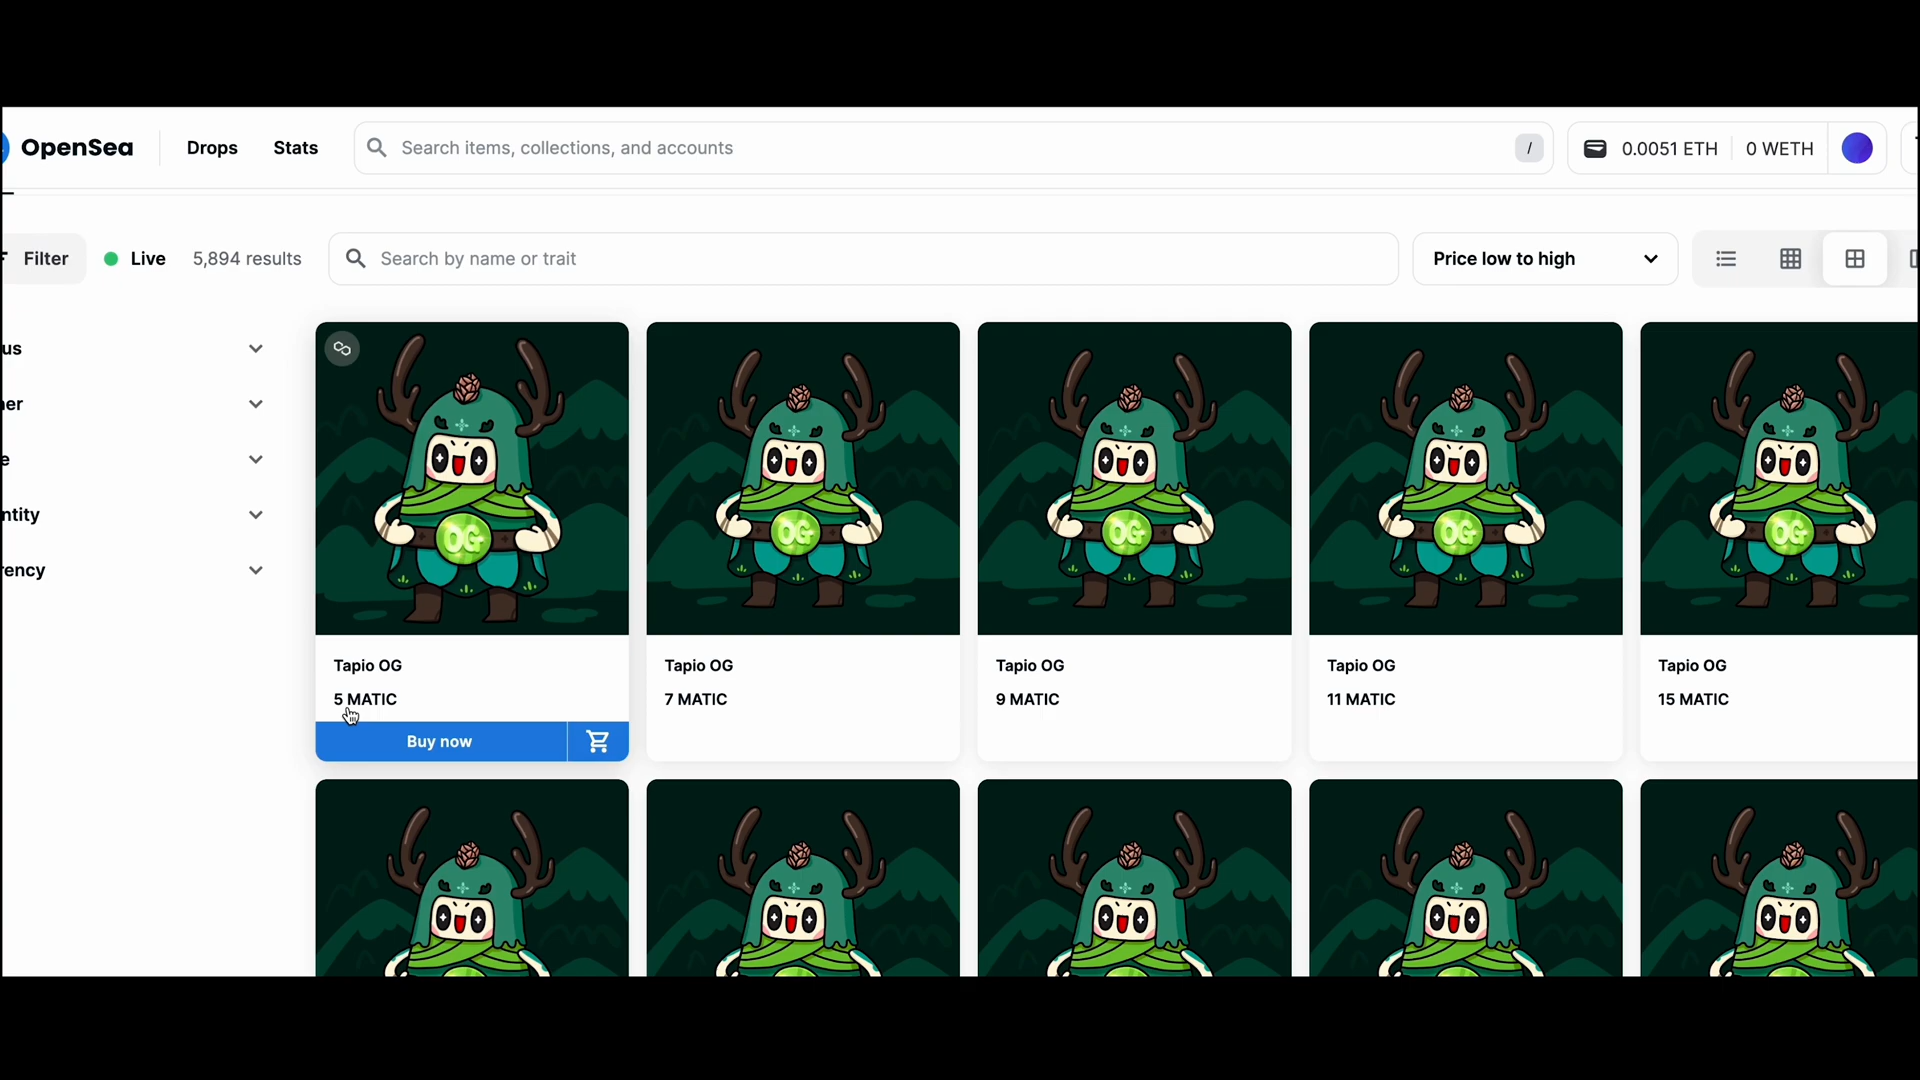 OpenSea
Drops
Stats
Search items, collections, and accounts
/
0.0051 ETH
0 WETH
Filter
Live
5,894 results
Search by name or trait
Price low to high
us
er
e
ntity
rency
OG
OG
OG
OG
OG
Tapio OG
Tapio OG
Tapio OG
Tapio OG
Tapio OG
5 MATIC
7 MATIC
9 MATIC
11 MATIC
15 MATIC
Buy now